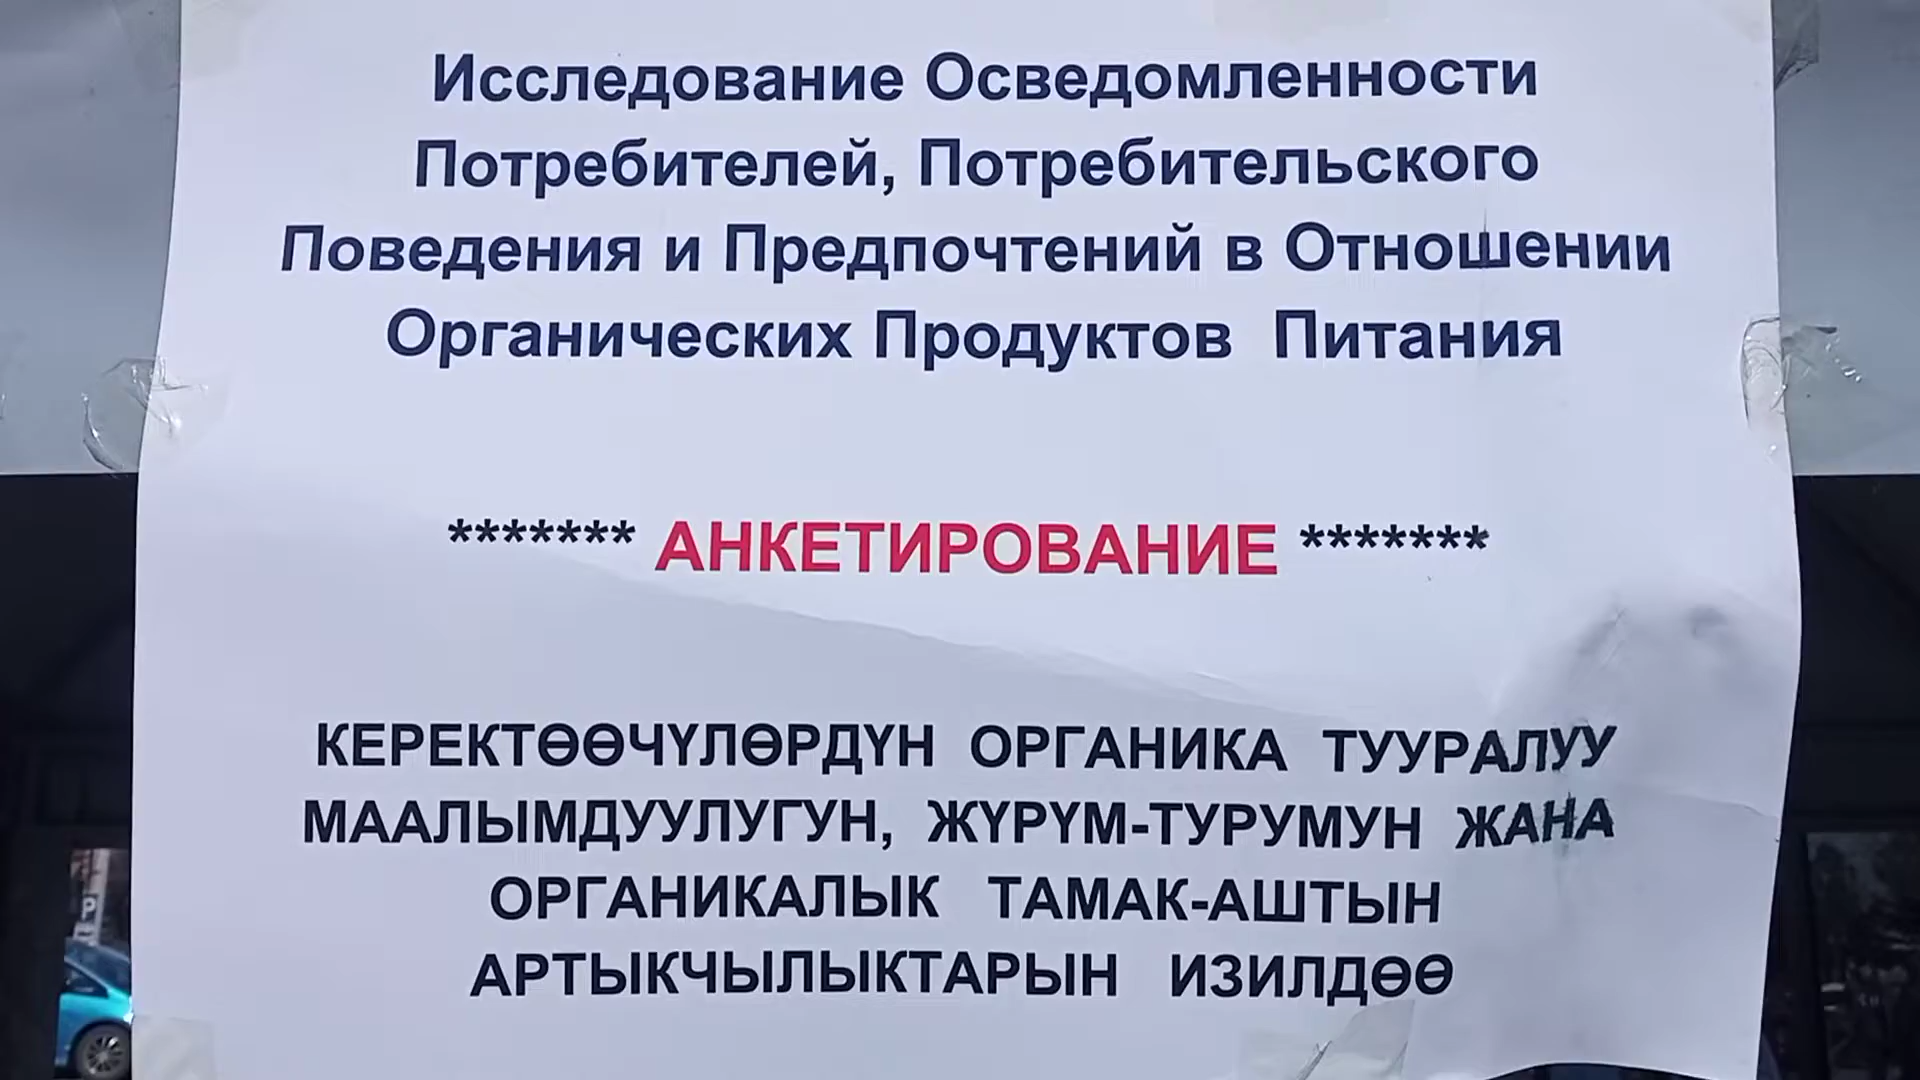 Исследование Осведомленности
Потребителей, Потребительского
Поведения и Предпочтений в Отношении
Органических Продуктов Питания
******* АНКЕТИРОВАНИЕ *******
КЕРЕКТӨӨЧҮЛӨРДҮН ОРГАНИКА ТУУРАЛУУ
МААЛЫМДУУЛУГУН, ЖҮРҮМ-ТУРУМУН ЖАНА
ОРГАНИКАЛЫК ТАМАК-АШТЫН
АРТЫКЧЫЛЫКТАРЫН ИЗИЛДӨӨ